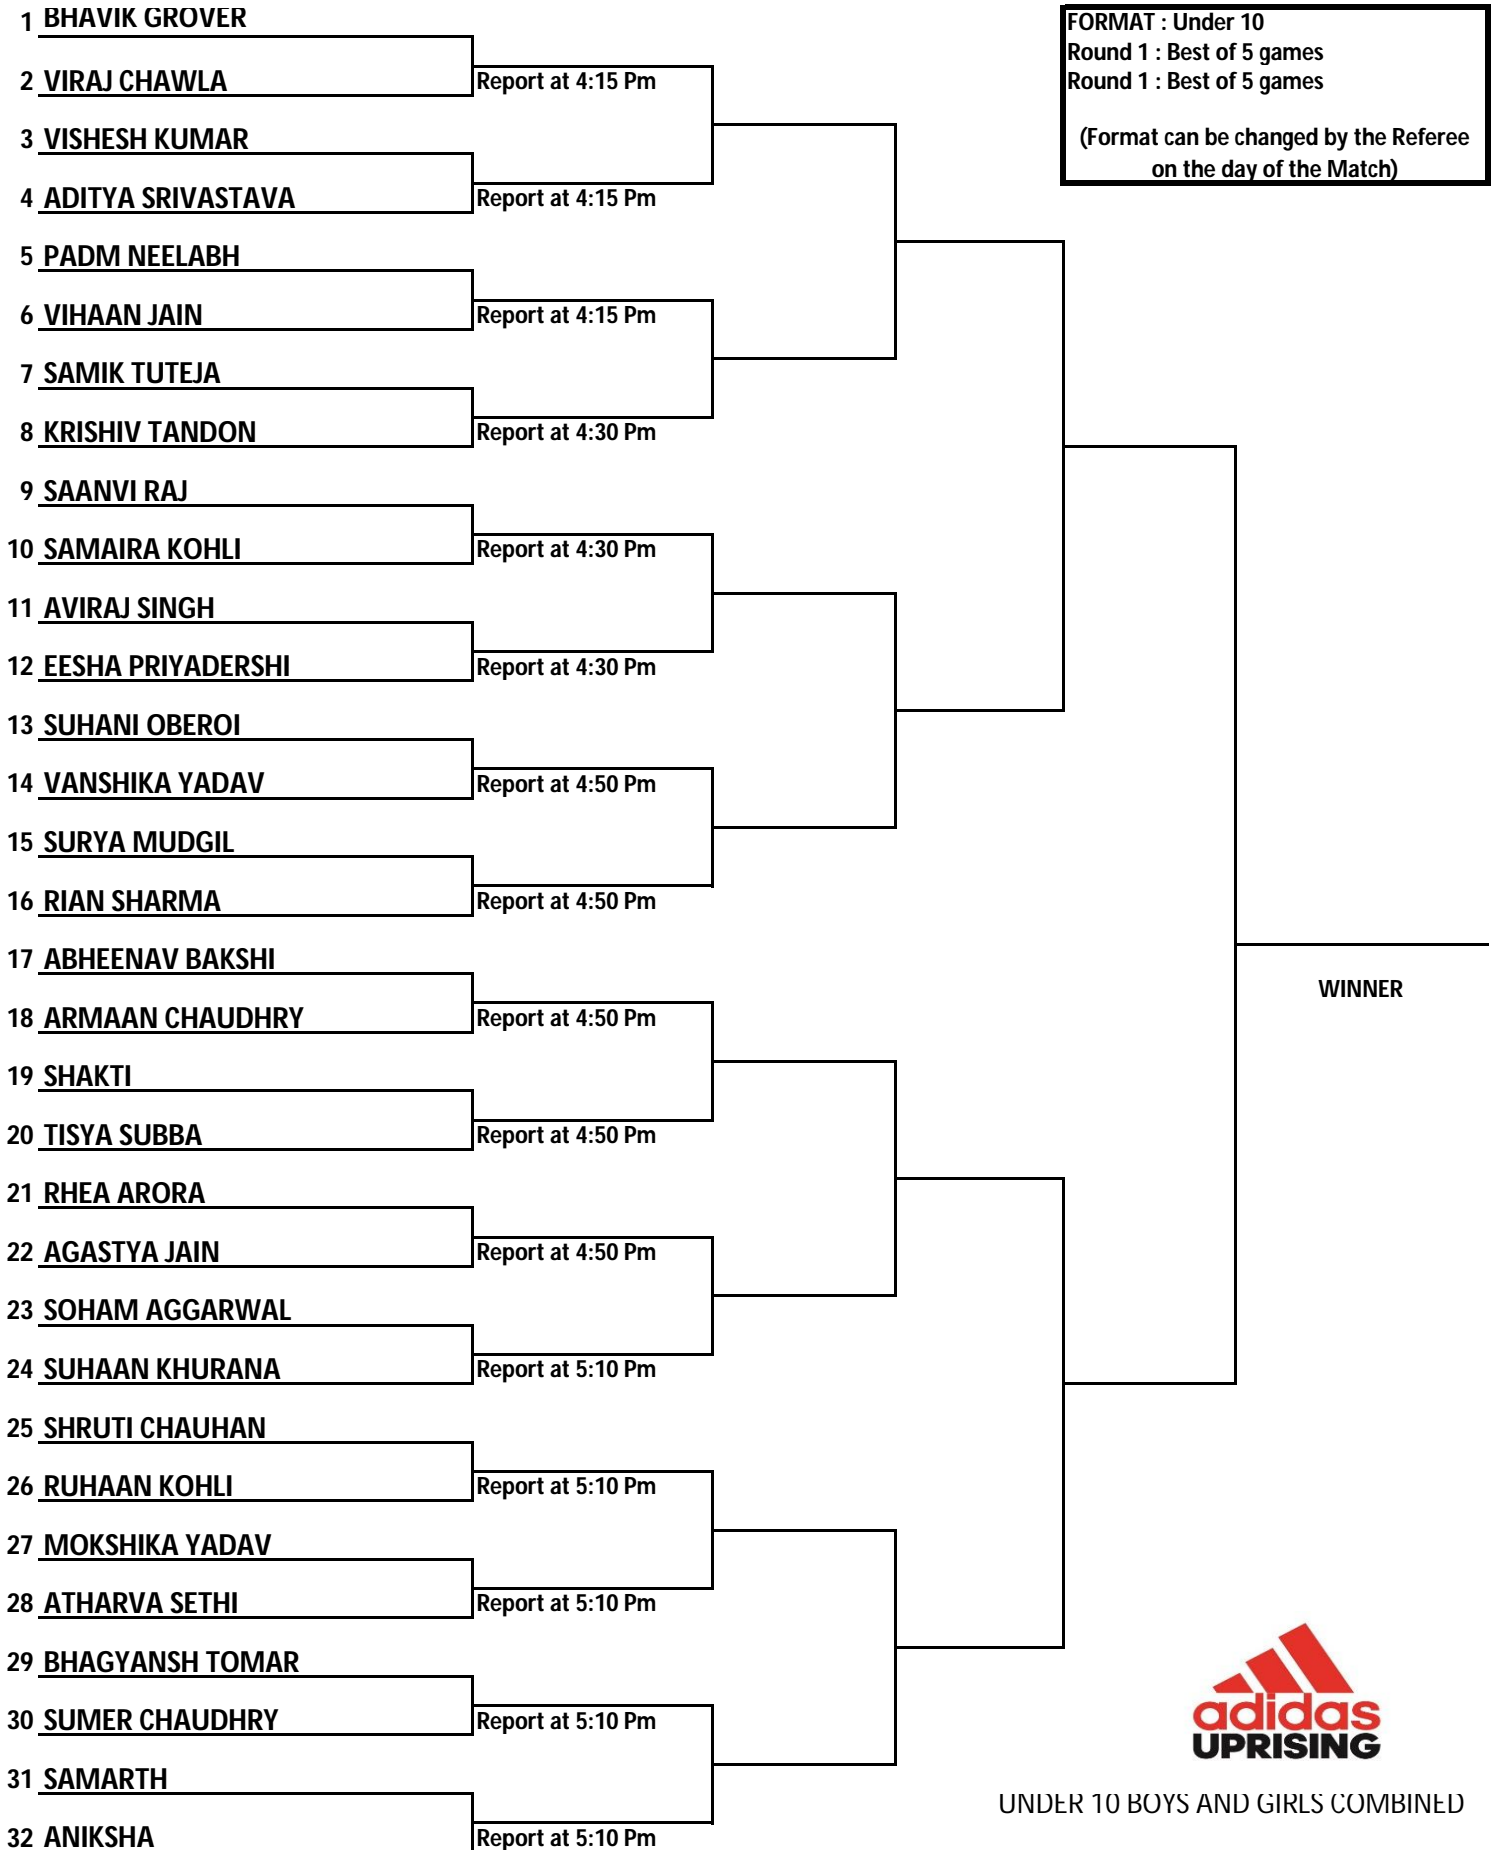 1 BHAVIK GROVER
FORMAT : Under 10
Round 1 : Best of 5 games
2 VIRAJ CHAWLA
Report at 4:15 Pm
Round 1 : Best of 5 games
3 VISHESH KUMAR
(Format can be changed by the Referee
on the day of the Match)
4 ADITYA SRIVASTAVA
Report at 4:15 Pm
5 PADM NEELABH
6 VIHAAN JAIN
Report at 4:15 Pm
7 SAMIK TUTEJA
8 KRISHIV TANDON
Report at 4:30 Pm
9 SAANVI RAJ
10 SAMAIRA KOHLI
Report at 4:30 Pm
11 AVIRAJ SINGH
12 EESHA PRIYADERSHI
Report at 4:30 Pm
13 SUHANI OBEROI
14 VANSHIKA YADAV
Report at 4:50 Pm
15 SURYA MUDGIL
16 RIAN SHARMA
Report at 4:50 Pm
17 ABHEENAV BAKSHI
WINNER
18 ARMAAN CHAUDHRY
Report at 4:50 Pm
19 SHAKTI
20 TISYA SUBBA
Report at 4:50 Pm
21 RHEA ARORA
22 AGASTYA JAIN
Report at 4:50 Pm
23 SOHAM AGGARWAL
24 SUHAAN KHURANA
Report at 5:10 Pm
25 SHRUTI CHAUHAN
26 RUHAAN KOHLI
Report at 5:10 Pm
27 MOKSHIKA YADAV
28 ATHARVA SETHI
Report at 5:10 Pm
29 BHAGYANSH TOMAR
30 SUMER CHAUDHRY
Report at 5:10 Pm
adidas
UPRISING
31 SAMARTH
UNDER 10 BOYS AND GIRLS COMBINED
32 ANIKSHA
Report at 5:10 Pm